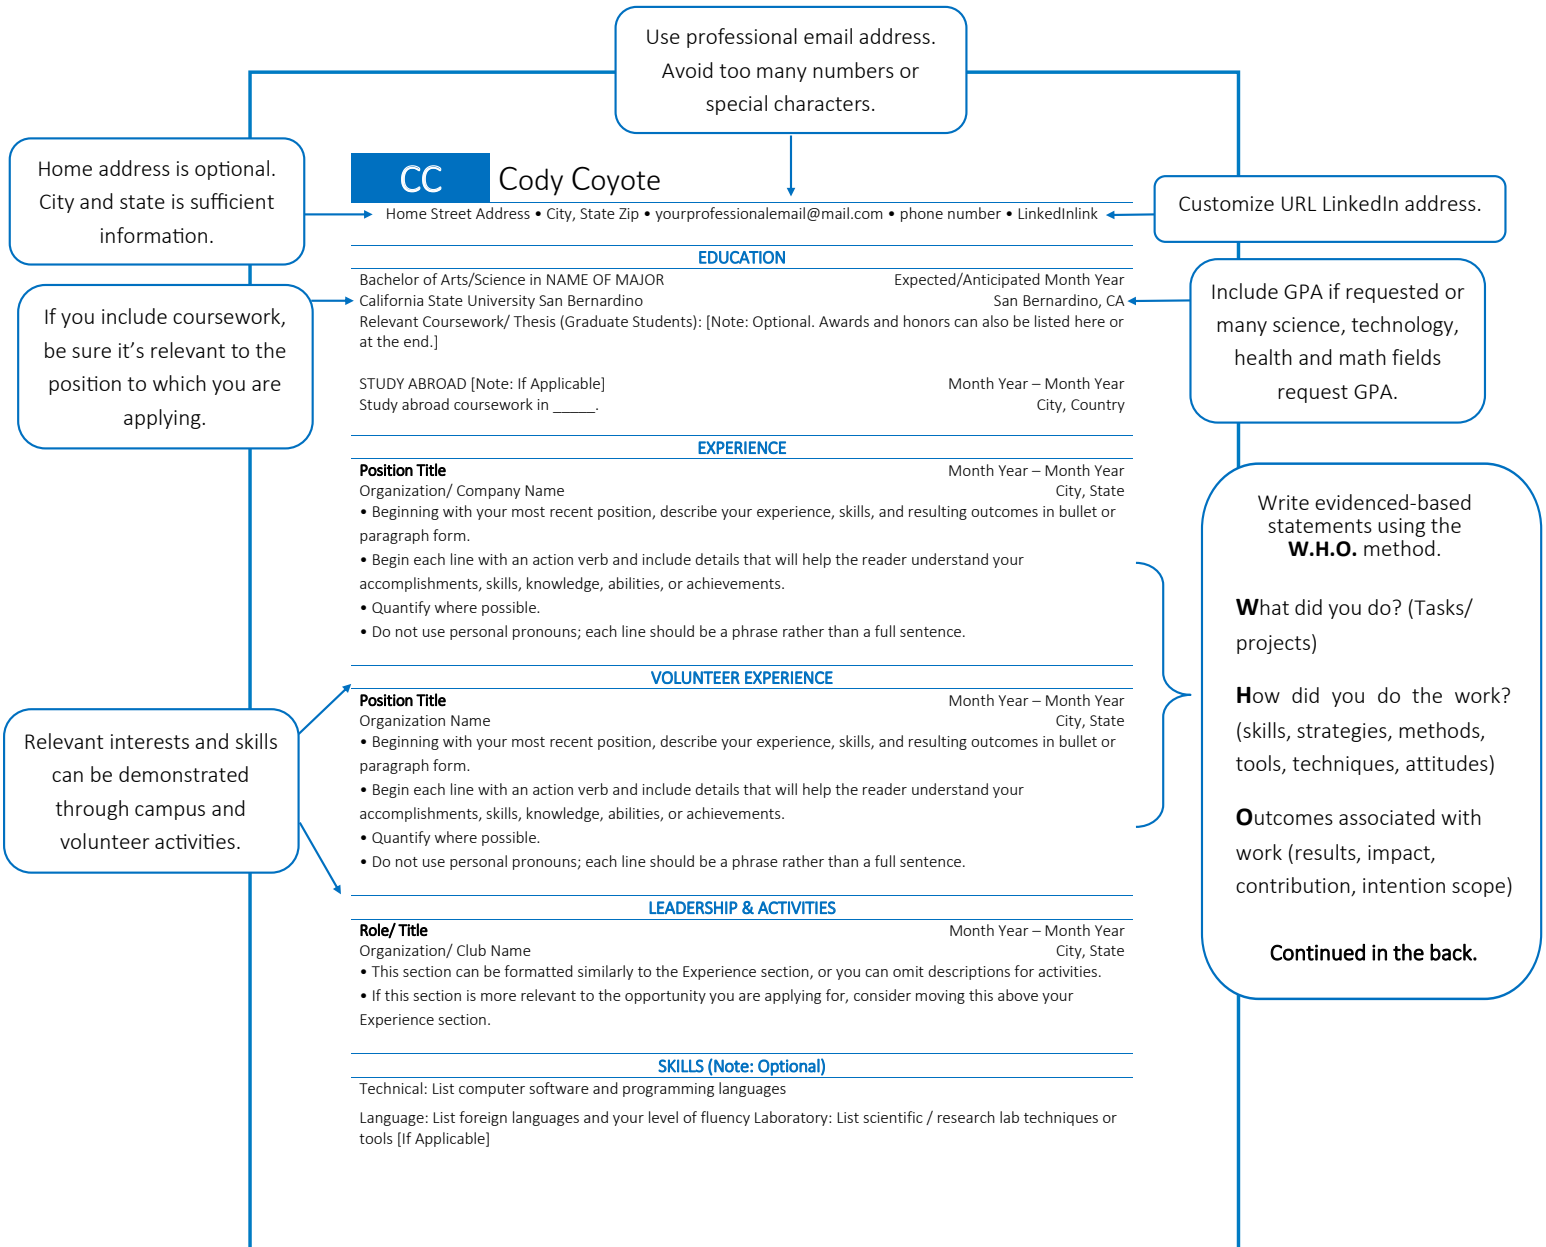 Use professional email address.
Avoid too many numbers or
special characters.
Home address is optional.
City and state is sufficient
information.
CC Cody Coyote
Home Street Address • City, State Zip • yourprofessionalemail@mail.com • phone number • LinkedInlink
Customize URL LinkedIn address.
EDUCATION
Bachelor of Arts/Science in NAME OF MAJOR Expected/Anticipated Month Year
California State University San Bernardino San Bernardino, CA
Relevant Coursework/ Thesis (Graduate Students): [Note: Optional. Awards and honors can also be listed here or
at the end.]
If you include coursework,
be sure it's relevant to the
position to which you are
applying.
Include GPA if requested or
many science, technology,
health and math fields
request GPA.
STUDY ABROAD [Note: If Applicable] Month Year – Month Year
Study abroad coursework in _____. City, Country
EXPERIENCE
Position Title Month Year – Month Year
Organization/ Company Name City, State
• Beginning with your most recent position, describe your experience, skills, and resulting outcomes in bullet or
paragraph form.
• Begin each line with an action verb and include details that will help the reader understand your
accomplishments, skills, knowledge, abilities, or achievements.
• Quantify where possible.
• Do not use personal pronouns; each line should be a phrase rather than a full sentence.
Write evidenced-based
statements using the
W.H.O. method.
What did you do? (Tasks/
projects)
How did you do the work?
(skills, strategies, methods,
tools, techniques, attitudes)
Outcomes associated with
work (results, impact,
contribution, intention scope)
Continued in the back.
VOLUNTEER EXPERIENCE
Position Title Month Year – Month Year
Organization Name City, State
• Beginning with your most recent position, describe your experience, skills, and resulting outcomes in bullet or
paragraph form.
• Begin each line with an action verb and include details that will help the reader understand your
accomplishments, skills, knowledge, abilities, or achievements.
• Quantify where possible.
• Do not use personal pronouns; each line should be a phrase rather than a full sentence.
Relevant interests and skills
can be demonstrated
through campus and
volunteer activities.
LEADERSHIP & ACTIVITIES
Role/ Title Month Year – Month Year
Organization/ Club Name City, State
• This section can be formatted similarly to the Experience section, or you can omit descriptions for activities.
• If this section is more relevant to the opportunity you are applying for, consider moving this above your
Experience section.
SKILLS (Note: Optional)
Technical: List computer software and programming languages
Language: List foreign languages and your level of fluency Laboratory: List scientific / research lab techniques or
tools [If Applicable]